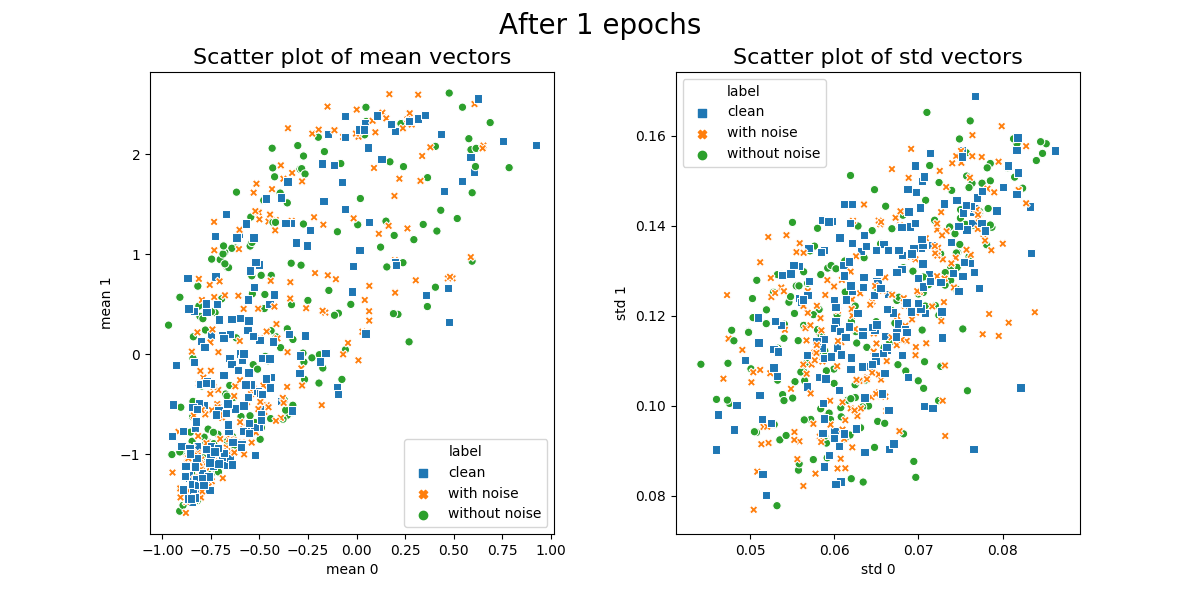 After 1 epochs
Scatter plot of mean vectors
mean 1
2
1
0
−1
−1.00 −0.75 −0.50 −0.25 0.00 0.25 0.50 0.75 1.00
mean 0
label
clean
with noise
without noise
Scatter plot of std vectors
label
clean
with noise
without noise
std 1
0.16
0.14
0.12
0.10
0.08
0.05 0.06 0.07 0.08
std 0